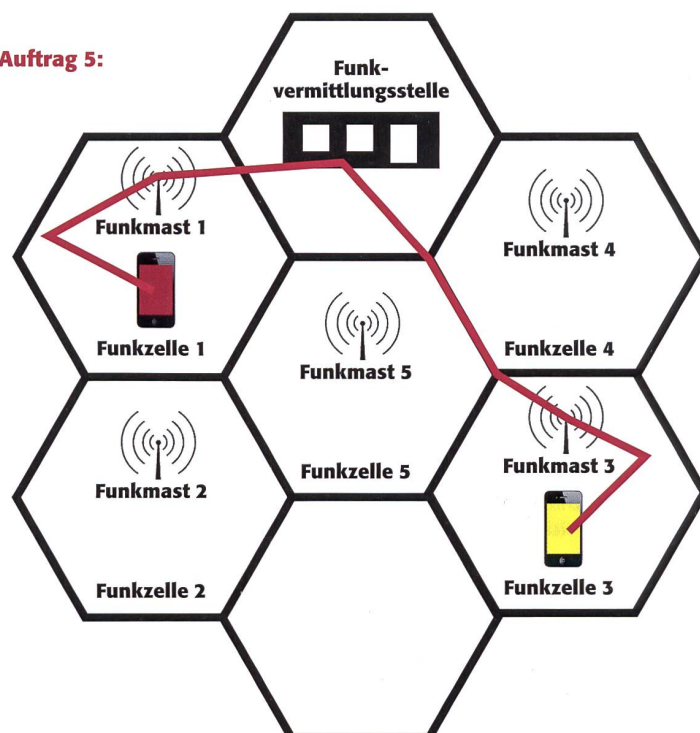 Auftrag 5:
Funk-
vermittlungsstelle
Funkmast 1
Funkzelle 1
Funkmast 4
Funkzelle 4
Funkmast 5
Funkzelle 5
Funkmast 2
Funkzelle 2
Funkmast 3
Funkzelle 3